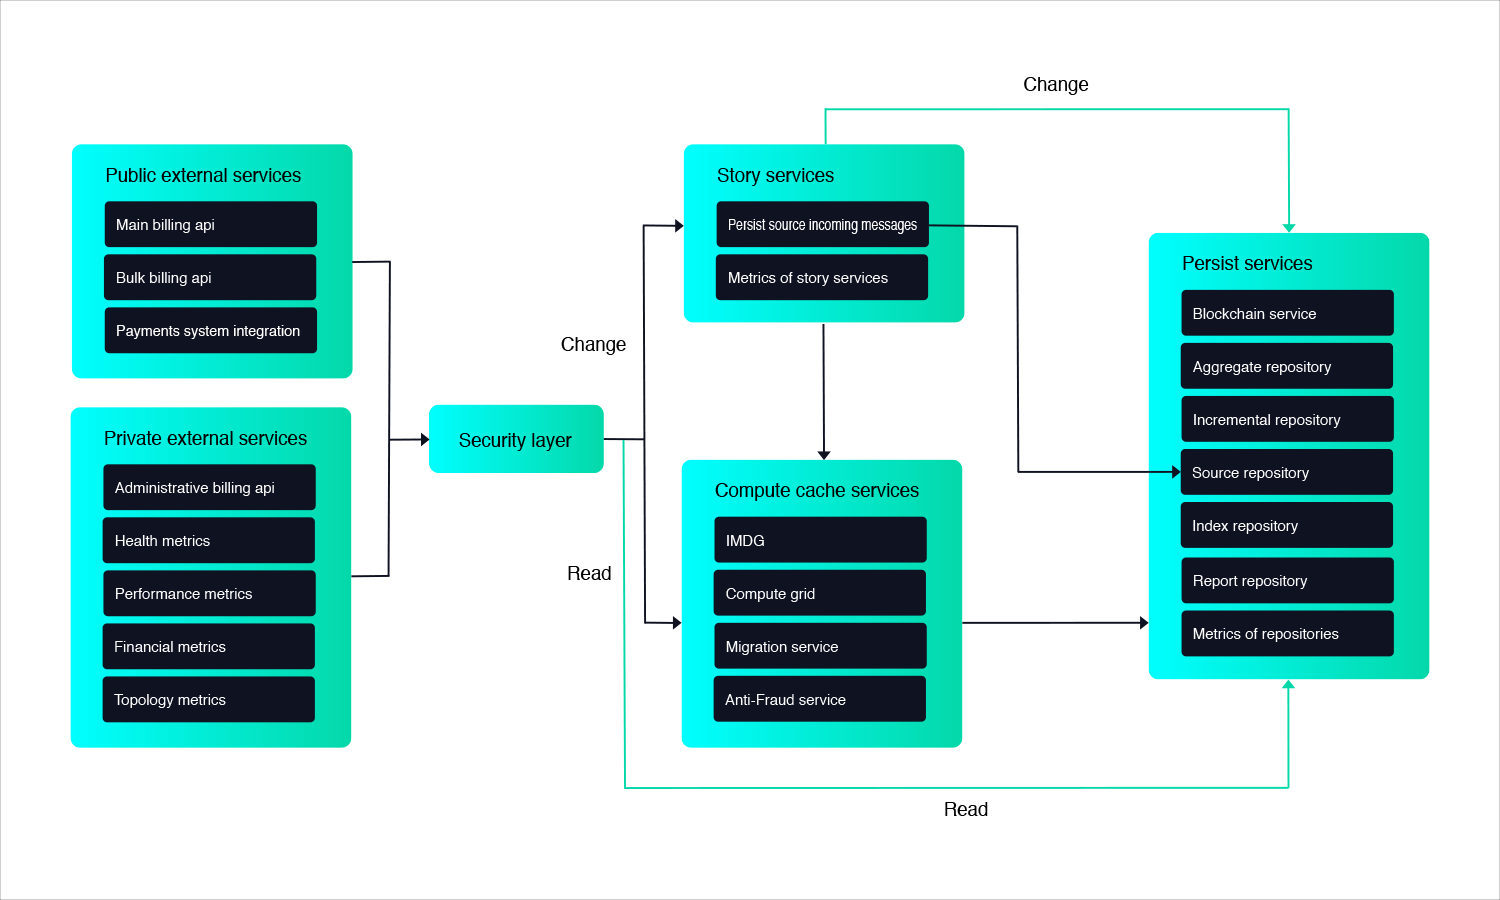 Public external services
Main billing api
Bulk billing api
Payments system integration
Private external services
Administrative billing api
Health metrics
Performance metrics
Financial metrics
Topology metrics
Security layer
Change
Read
Story services
Persist source incoming messages
Metrics of story services
Compute cache services
IMDG
Compute grid
Migration service
Anti-Fraud service
Change
Persist services
Blockchain service
Aggregate repository
Incremental repository
Source repository
Index repository
Report repository
Metrics of repositories
Read